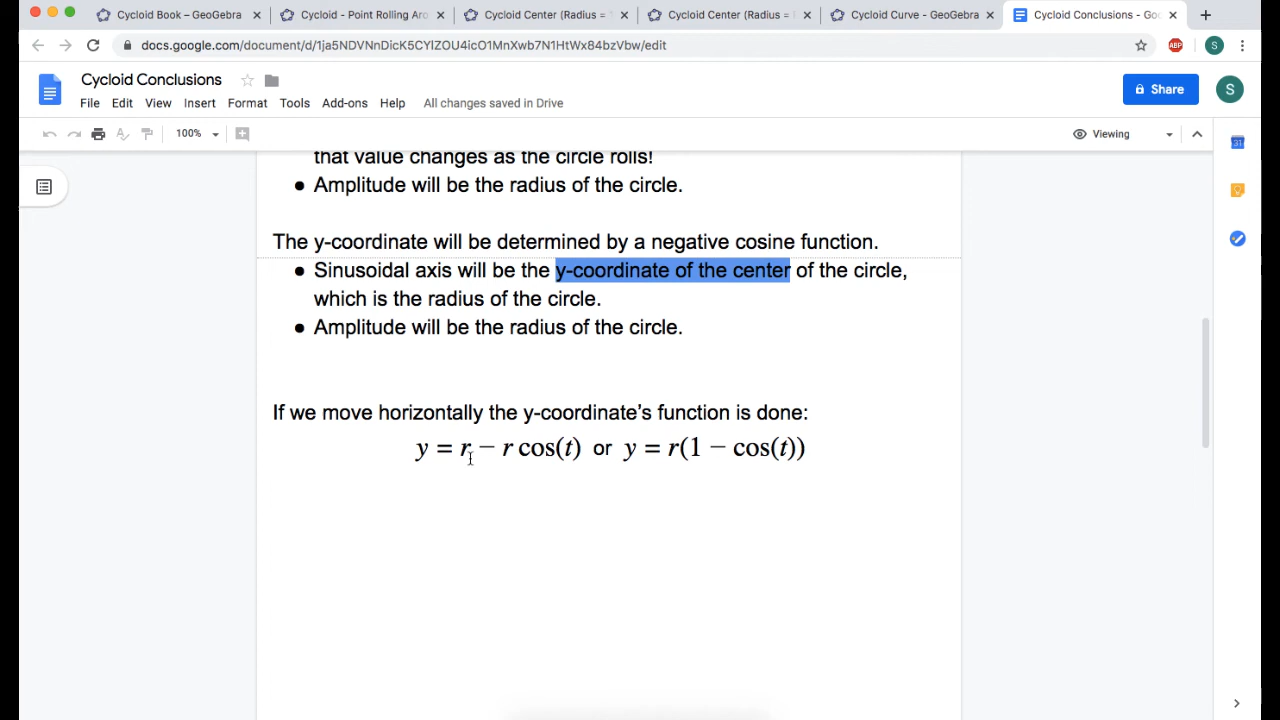 Cycloid Book – GeoGebra
Cycloid - Point Rolling Aro
Cycloid Center (Radius =
Cycloid Center (Radius =
Cycloid Curve - GeoGebra
Cycloid Conclusions - Goo
docs.google.com/document/d/1ja5NDVNnDicK5CYIZOU4icO1MnXwb7N1HtWx84bzVbw/edit
ABP
S
Cycloid Conclusions
File Edit View Insert Format Tools Add-ons Help All changes saved in Drive
Share
S
100%
Viewing
31
that value changes as the circle rolls!
● Amplitude will be the radius of the circle.
The y-coordinate will be determined by a negative cosine function.
● Sinusoidal axis will be the y-coordinate of the center of the circle,
which is the radius of the circle.
● Amplitude will be the radius of the circle.
If we move horizontally the y-coordinate's function is done:
y = r − r cos(t) or y = r(1 − cos(t))